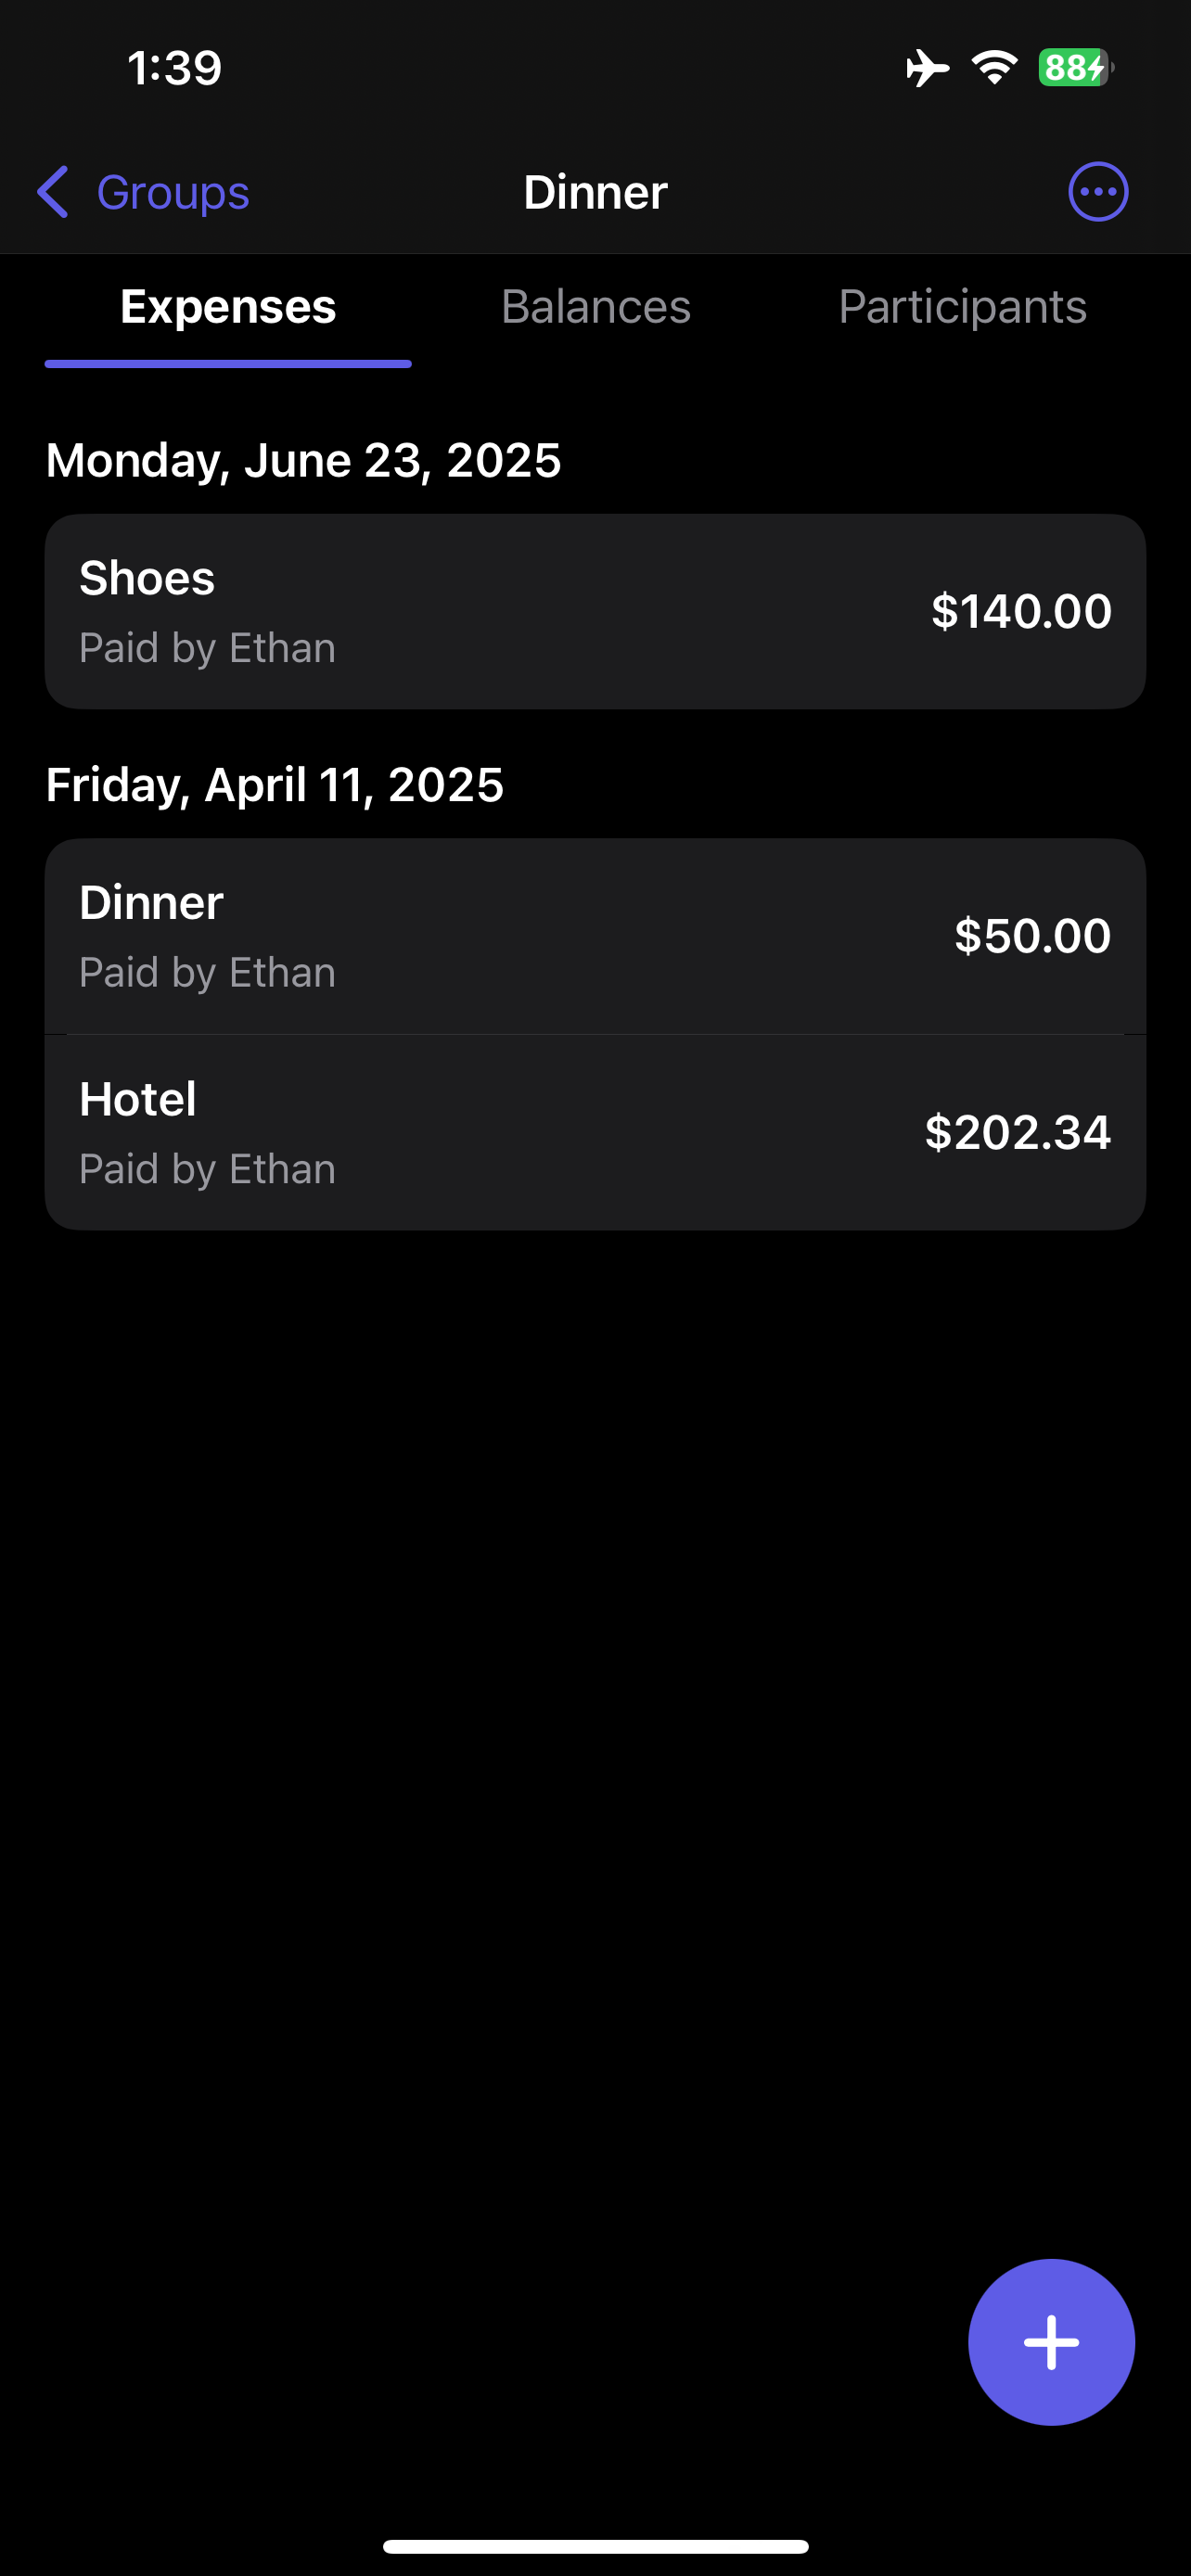 1:39
88
Groups
Dinner
Expenses
Balances
Participants
Monday, June 23, 2025
Shoes
$140.00
Paid by Ethan
Friday, April 11, 2025
Dinner
$50.00
Paid by Ethan
Hotel
$202.34
Paid by Ethan